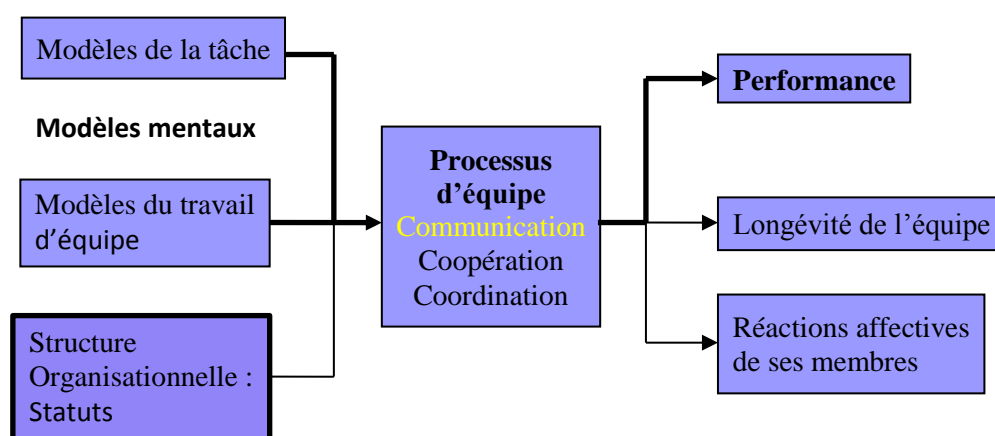 Modèles de la tâche
Modèles mentaux
Modèles du travail
d'équipe
Structure
Organisationnelle :
Statuts
Processus
d'équipe
Communication
Coopération
Coordination
Performance
Longévité de l'équipe
Réactions affectives
de ses membres